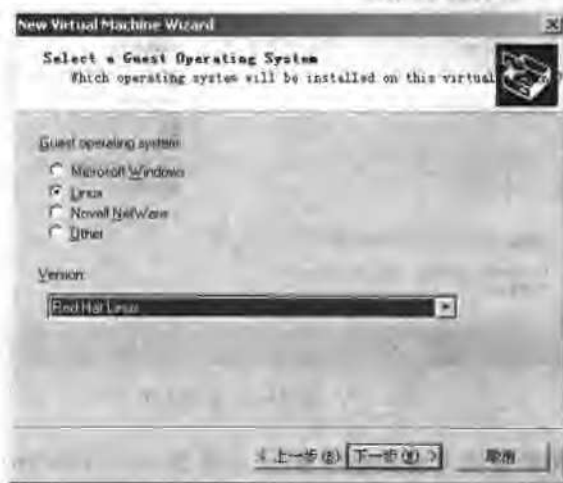 New Virtual Machine Wizard
Select a Guest Operating System
Which operating system will be installed on this virtual
Guest operating system
Microsoft Windows
Linux
Novell NetWare
Other
Version:
Red Hat Linux
< 上一步(B) 下一步(N) > 取消